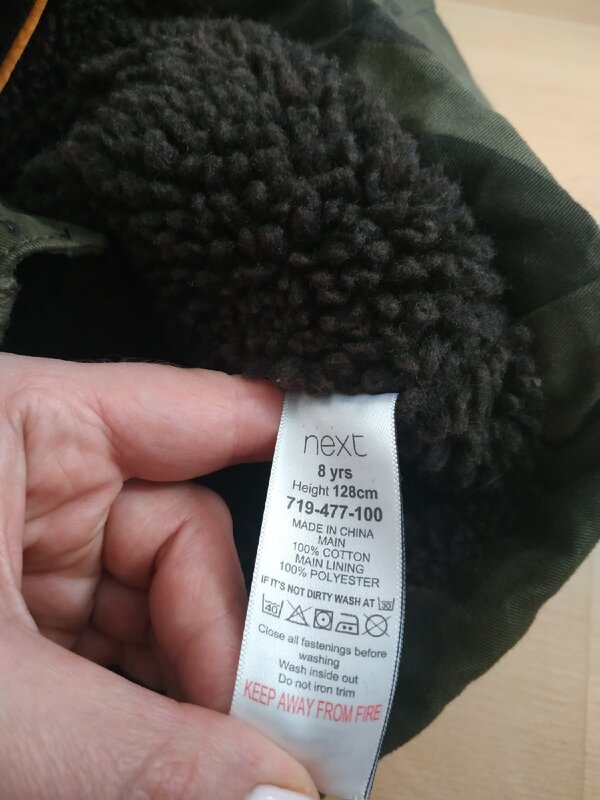 next
8 yrs
Height 128cm
719-477-100
MADE IN CHINA
MAIN
100% COTTON
MAIN LINING
100% POLYESTER
IF IT'S NOT DIRTY WASH AT 30
40
Close all fastenings before
washing
Wash inside out
Do not iron trim
KEEP AWAY FROM FIRE